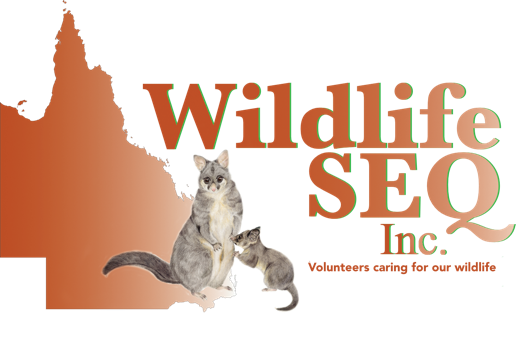 Wildlife
SEQ
Inc.
Volunteers caring for our wildlife